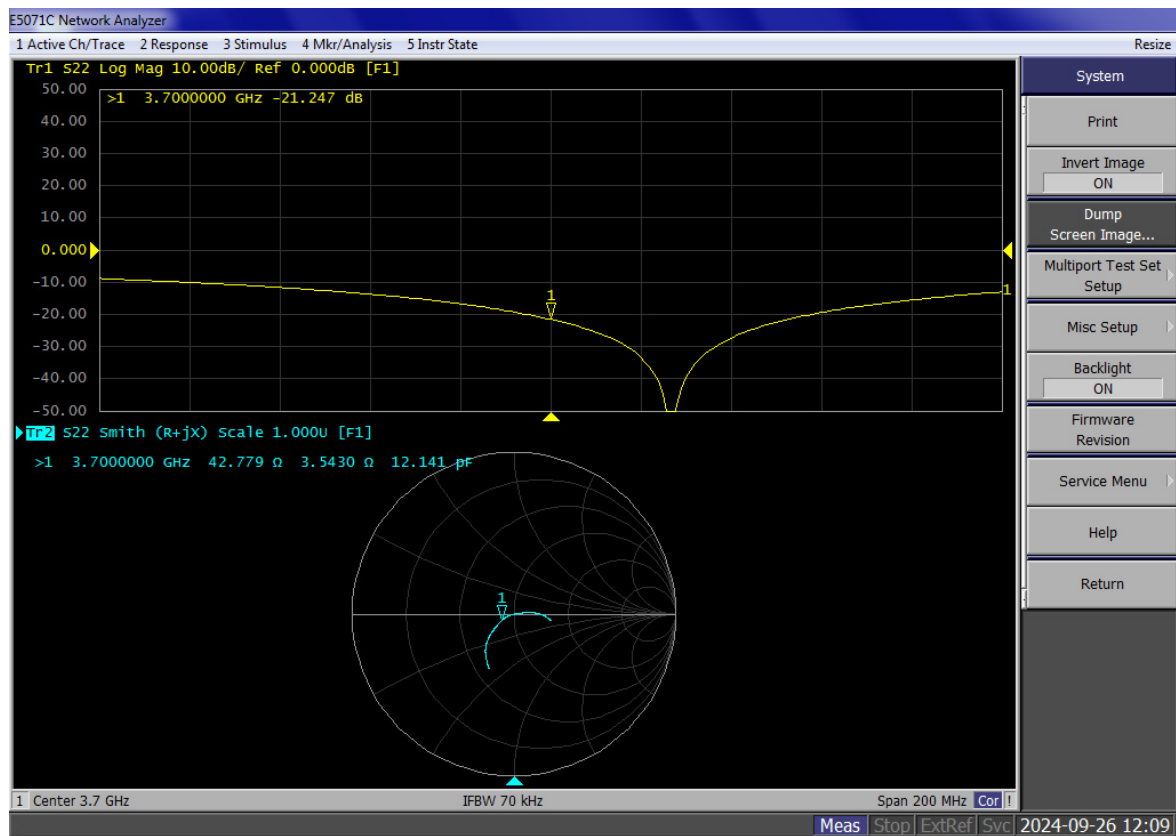 E5071C Network Analyzer
1 Active Ch/Trace 2 Response 3 Stimulus 4 Mkr/Analysis 5 Instr State Resize
Tr1 S22 Log Mag 10.00dB/ Ref 0.000dB [F1]
50.00
>1 3.7000000 GHz -21.247 dB
40.00
30.00
20.00
10.00
0.000
-10.00
-20.00
-30.00
-40.00
-50.00
1
1
Tr2 S22 Smith (R+jX) Scale 1.000U [F1]
>1 3.7000000 GHz 42.779 Ω 3.5430 Ω 12.141 pF
1
System
Print
Invert Image
ON
Dump
Screen Image...
Multiport Test Set
Setup
Misc Setup
Backlight
ON
Firmware
Revision
Service Menu
Help
Return
1 Center 3.7 GHz IFBW 70 kHz Span 200 MHz Cor !
Meas Stop ExtRef Svc 2024-09-26 12:09